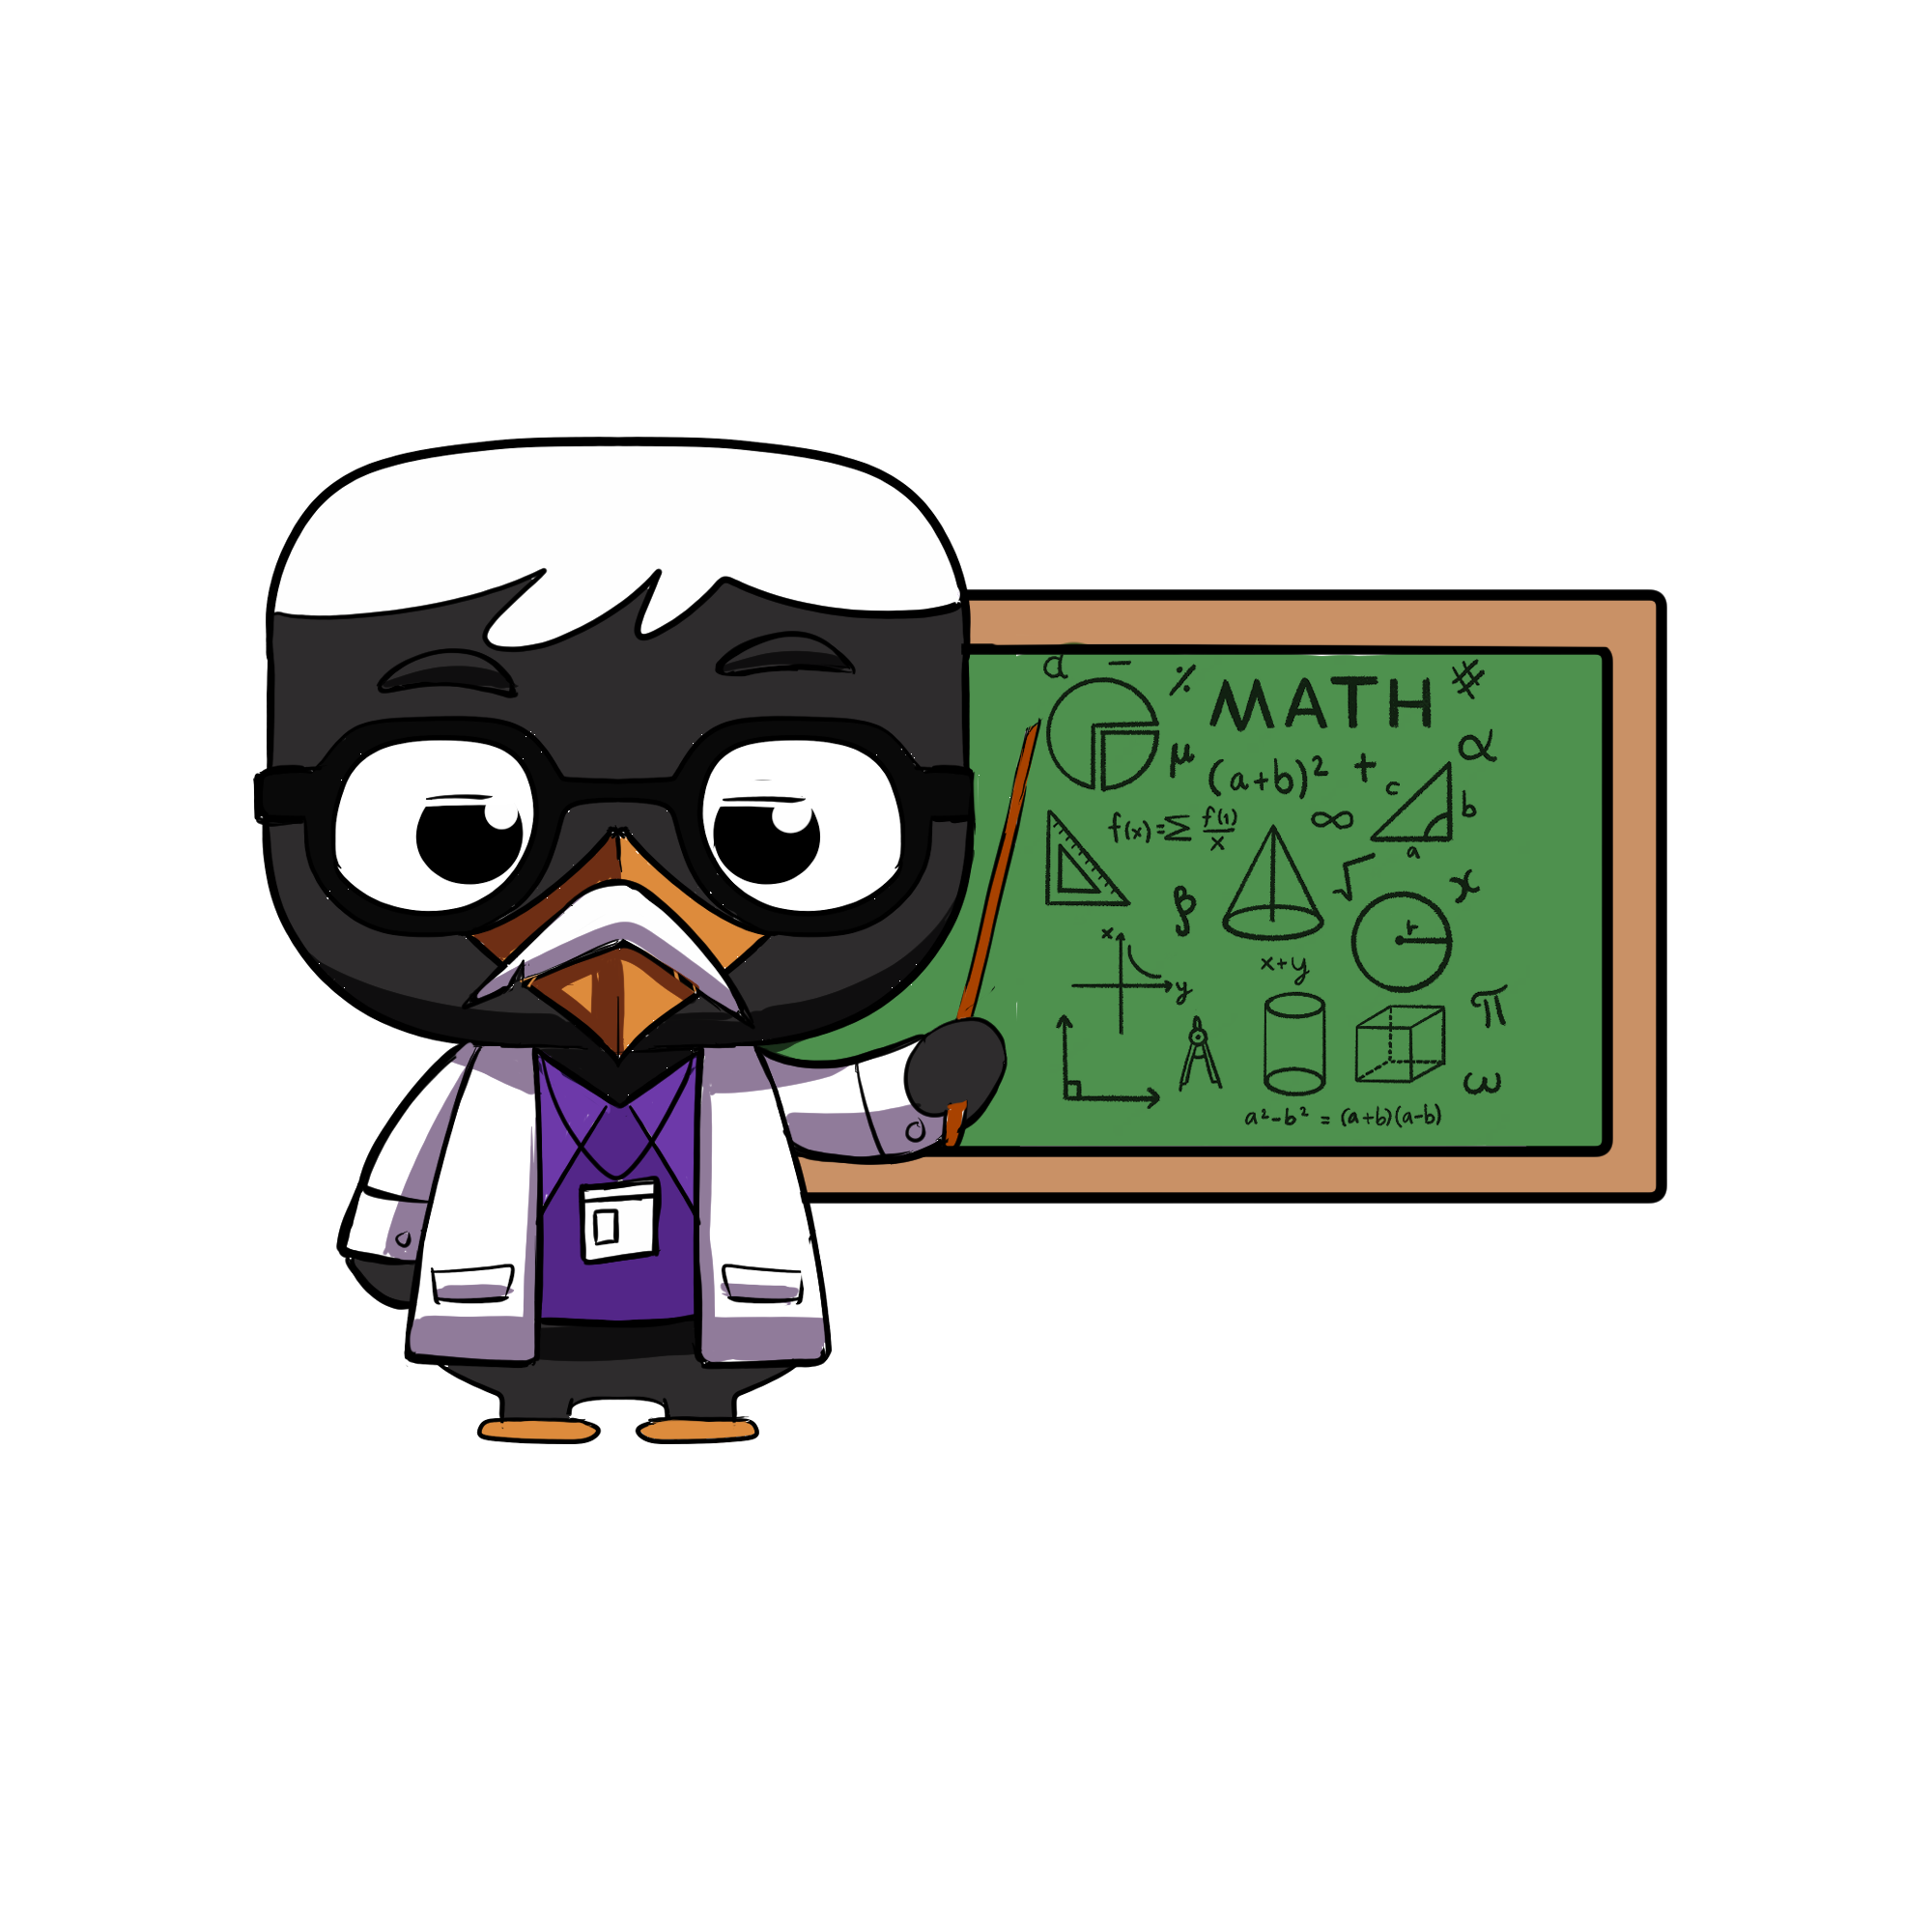 a - %
MATH #
μ (a+b)² + α
c b
f(x)=∑ f(1)/x ∞
a
√ x
β
r
x
x+y
y
π
ω
a²-b² = (a+b)(a-b)